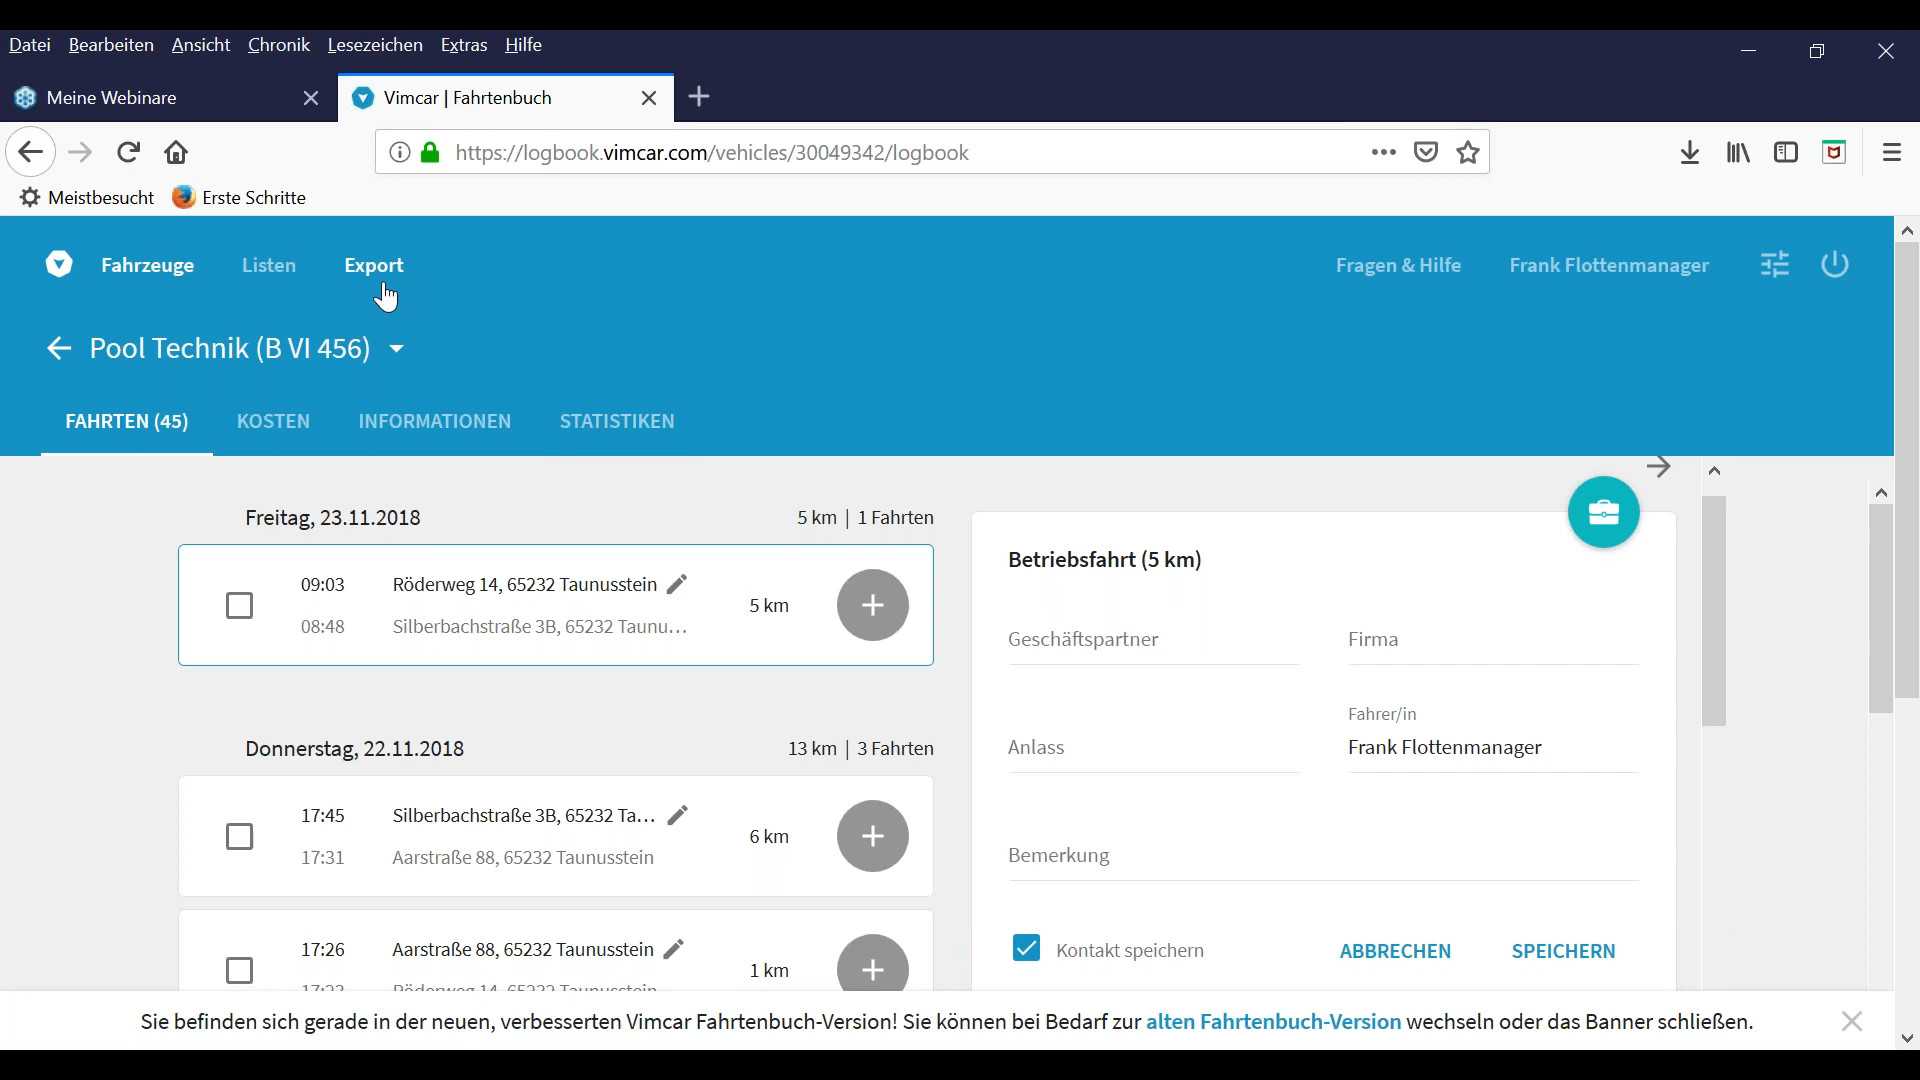 Datei Bearbeiten Ansicht Chronik Lesezeichen Extras Hilfe
Meine Webinare
Vimcar | Fahrtenbuch
https://logbook.vimcar.com/vehicles/30049342/logbook
Meistbesucht Erste Schritte
Fahrzeuge Listen Export Fragen & Hilfe Frank Flottenmanager
Pool Technik (B VI 456)
FAHRTEN (45) KOSTEN INFORMATIONEN STATISTIKEN
Freitag, 23.11.2018 5 km | 1 Fahrten
09:03 Röderweg 14, 65232 Taunusstein
5 km
08:48 Silberbachstraße 3B, 65232 Taunu...
Donnerstag, 22.11.2018 13 km | 3 Fahrten
17:45 Silberbachstraße 3B, 65232 Ta...
6 km
17:31 Aarstraße 88, 65232 Taunusstein
17:26 Aarstraße 88, 65232 Taunusstein
1 km
Röderweg 14, 65232 Taunusstein
Betriebsfahrt (5 km)
Geschäftspartner Firma
Fahrer/in
Anlass Frank Flottenmanager
Bemerkung
Kontakt speichern ABBRECHEN SPEICHERN
Sie befinden sich gerade in der neuen, verbesserten Vimcar Fahrtenbuch-Version! Sie können bei Bedarf zur alten Fahrtenbuch-Version wechseln oder das Banner schließen.